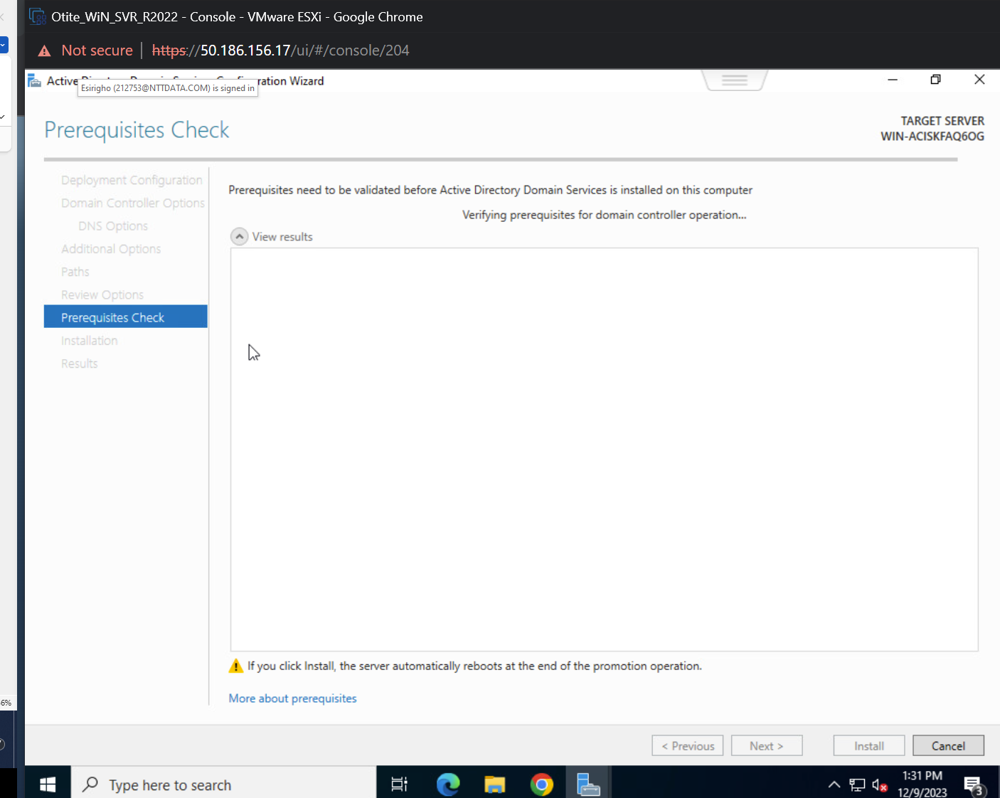 Otite_WiN_SVR_R2022 - Console - VMware ESXi - Google Chrome
Not secure | https://50.186.156.17/ui/#/console/204
Active ration Wizard
Esirigho (212753@NTTDATA.COM) is signed in
Prerequisites Check
TARGET SERVER
WIN-ACISKFAQ6OG
Deployment Configuration
Domain Controller Options
DNS Options
Additional Options
Paths
Review Options
Prerequisites Check
Installation
Results
Prerequisites need to be validated before Active Directory Domain Services is installed on this computer
Verifying prerequisites for domain controller operation...
View results
If you click Install, the server automatically reboots at the end of the promotion operation.
More about prerequisites
6%
< Previous
Next >
Install
Cancel
Type here to search
1:31 PM
12/9/2023
3